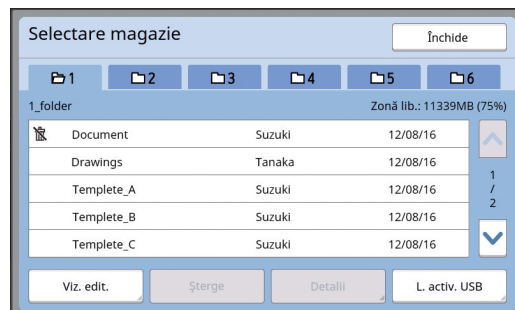 Selectare magazie Închide
1 2 3 4 5 6
1_folder Zonă lib.: 11339MB (75%)
Document Suzuki 12/08/16
Drawings Tanaka 12/08/16
Templete_A Suzuki 12/08/16
Templete_B Suzuki 12/08/16
Templete_C Suzuki 12/08/16
1
/
2
Viz. edit. Şterge Detalii L. activ. USB